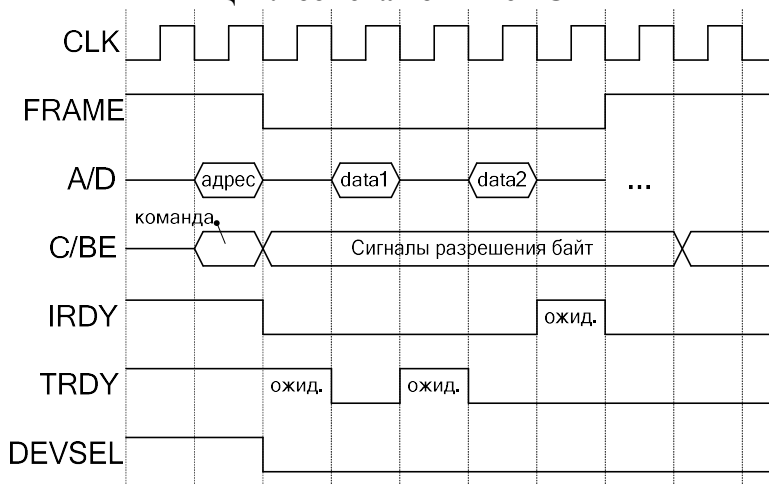 CLK
FRAME
A/D
адрес
data1
data2
...
команда
C/BE
Сигналы разрешения байт
IRDY
ожид.
TRDY
ожид.
ожид.
DEVSEL